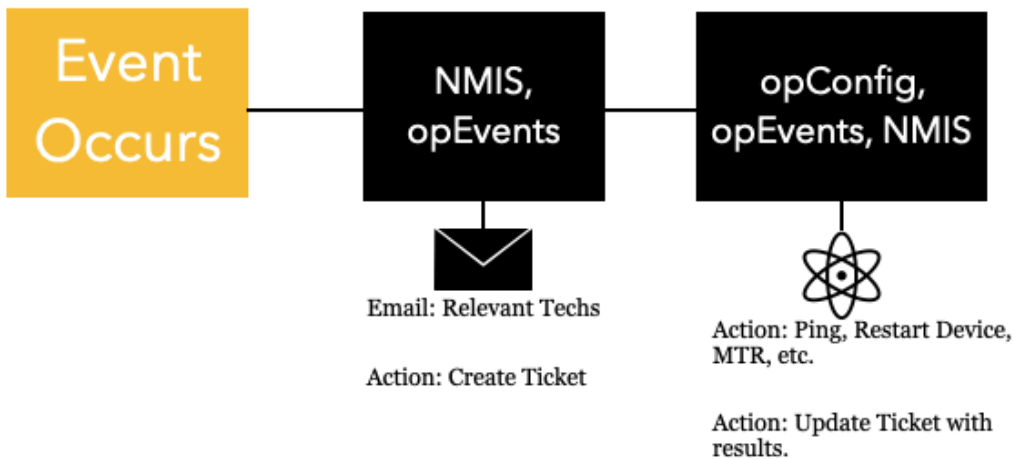 Event
Occurs
NMIS,
opEvents
opConfig,
opEvents, NMIS
Email: Relevant Techs
Action: Create Ticket
Action: Ping, Restart Device,
MTR, etc.
Action: Update Ticket with
results.